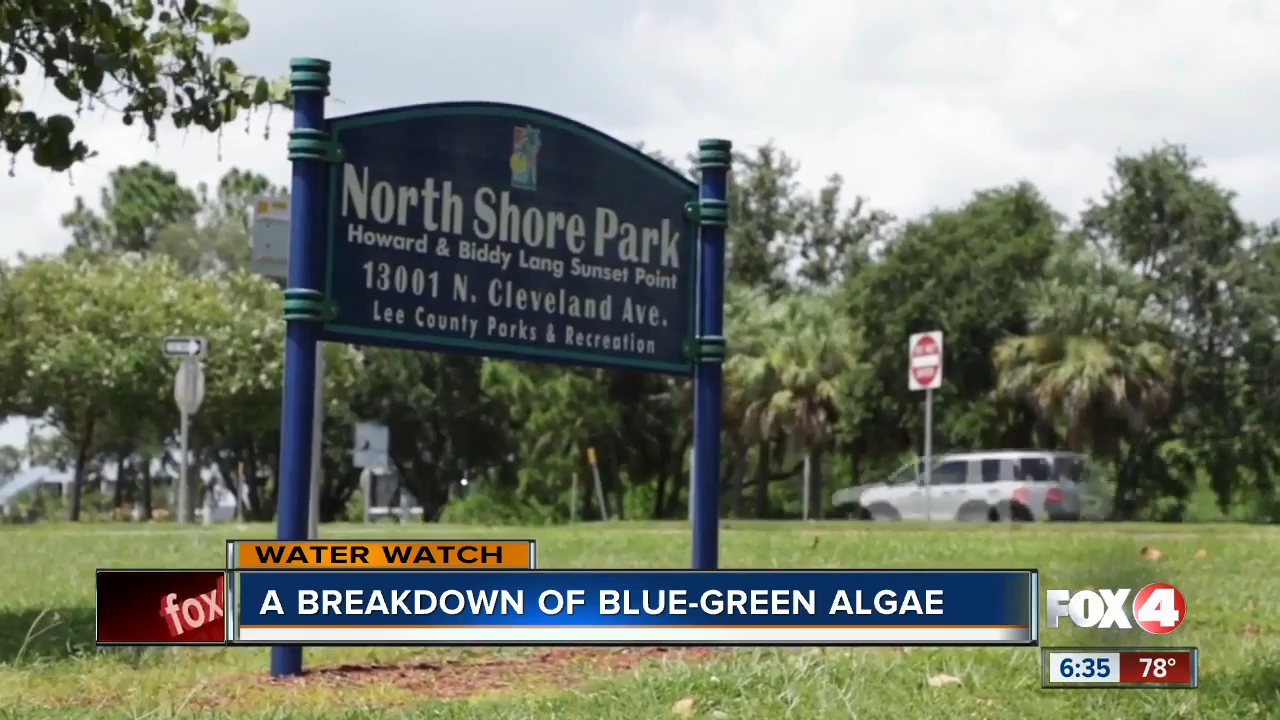 North Shore Park
Howard & Biddy Lang Sunset Point
13001 N. Cleveland Ave.
Lee County Parks & Recreation
WATER WATCH
fox
A BREAKDOWN OF BLUE-GREEN ALGAE
FOX 4
6:35 78°